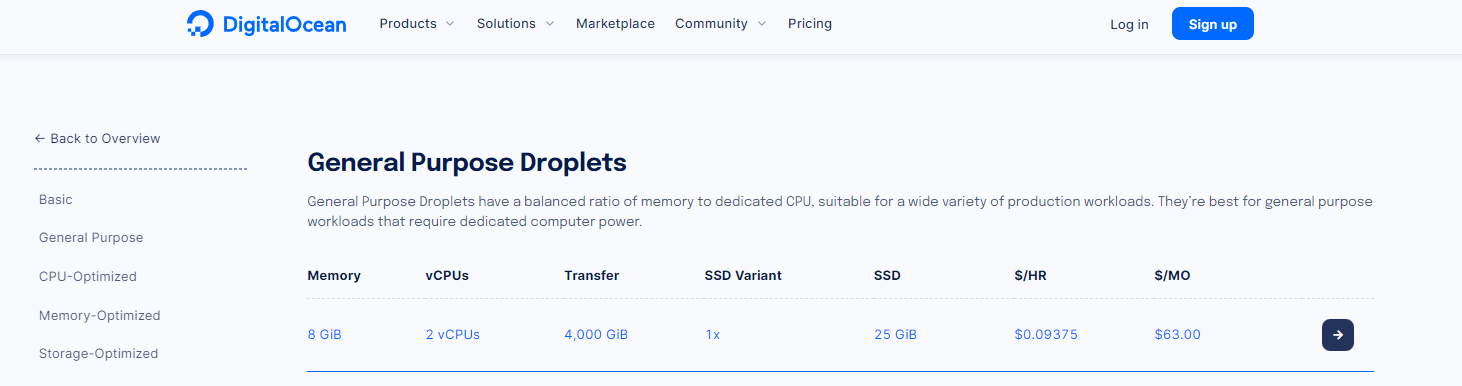 DigitalOcean Products Solutions Marketplace Community Pricing Log in Sign up
← Back to Overview
Basic
General Purpose
CPU-Optimized
Memory-Optimized
Storage-Optimized
General Purpose Droplets
General Purpose Droplets have a balanced ratio of memory to dedicated CPU, suitable for a wide variety of production workloads. They're best for general purpose
workloads that require dedicated computer power.
Memory vCPUs Transfer SSD Variant SSD $/HR $/MO
8 GiB 2 vCPUs 4,000 GiB 1x 25 GiB $0.09375 $63.00 →